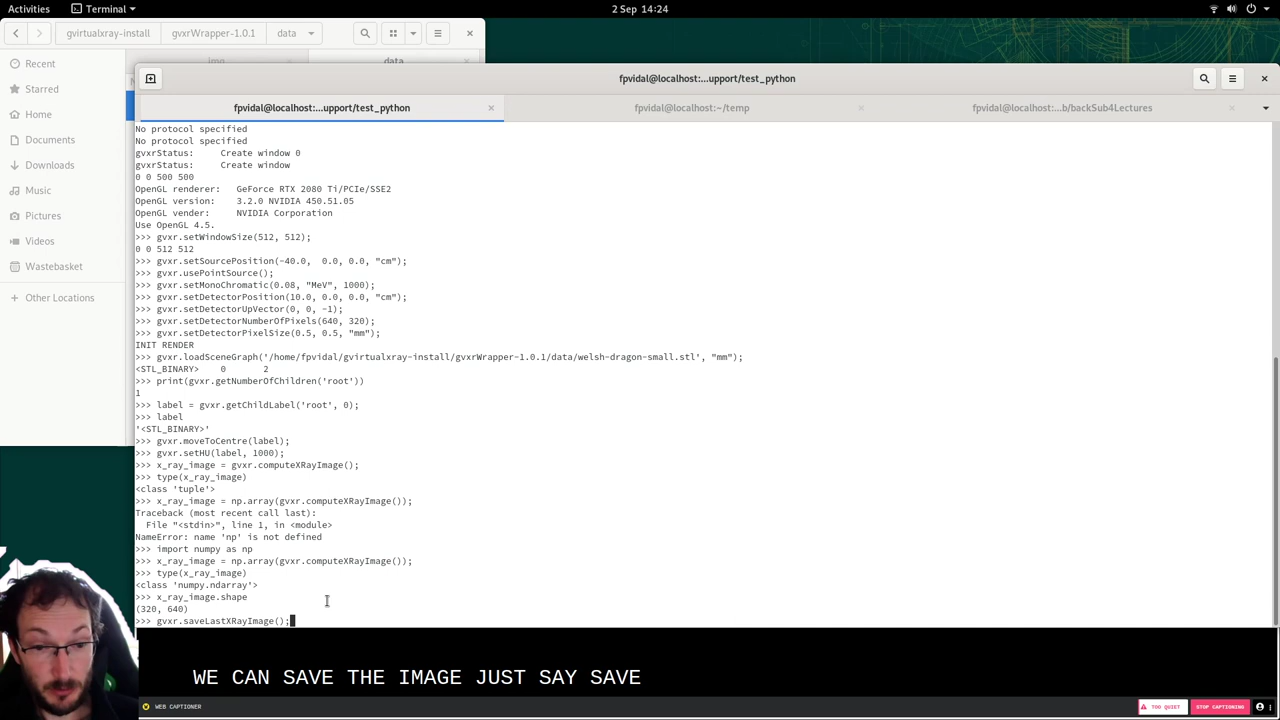 Activities
Terminal
2 Sep 14:24
gvirtualxray-install
gvxrWrapper-1.0.1
data
img
data
Recent
Starred
Home
Documents
Downloads
Music
Pictures
Videos
Wastebasket
+ Other Locations
fpvidal@localhost:...upport/test_python
fpvidal@localhost:...upport/test_python
fpvidal@localhost:~/temp
fpvidal@localhost:...b/backSub4Lectures
No protocol specified
No protocol specified
gvxrStatus:     Create window 0
gvxrStatus:     Create window
0 0 500 500
OpenGL renderer:   GeForce RTX 2080 Ti/PCIe/SSE2
OpenGL version:    3.2.0 NVIDIA 450.51.05
OpenGL vender:     NVIDIA Corporation
Use OpenGL 4.5.
>>> gvxr.setWindowSize(512, 512);
0 0 512 512
>>> gvxr.setSourcePosition(-40.0,  0.0, 0.0, "cm");
>>> gvxr.usePointSource();
>>> gvxr.setMonoChromatic(0.08, "MeV", 1000);
>>> gvxr.setDetectorPosition(10.0, 0.0, 0.0, "cm");
>>> gvxr.setDetectorUpVector(0, 0, -1);
>>> gvxr.setDetectorNumberOfPixels(640, 320);
>>> gvxr.setDetectorPixelSize(0.5, 0.5, "mm");
INIT RENDER
>>> gvxr.loadSceneGraph('/home/fpvidal/gvirtualxray-install/gvxrWrapper-1.0.1/data/welsh-dragon-small.stl', "mm");
<STL_BINARY>    0       2
>>> print(gvxr.getNumberOfChildren('root'))
1
>>> label = gvxr.getChildLabel('root', 0);
>>> label
'<STL_BINARY>'
>>> gvxr.moveToCentre(label);
>>> gvxr.setHU(label, 1000);
>>> x_ray_image = gvxr.computeXRayImage();
>>> type(x_ray_image)
<class 'tuple'>
>>> x_ray_image = np.array(gvxr.computeXRayImage());
Traceback (most recent call last):
  File "<stdin>", line 1, in <module>
NameError: name 'np' is not defined
>>> import numpy as np
>>> x_ray_image = np.array(gvxr.computeXRayImage());
>>> type(x_ray_image)
<class 'numpy.ndarray'>
>>> x_ray_image.shape
(320, 640)
>>> gvxr.saveLastXRayImage();
WE CAN SAVE THE IMAGE JUST SAY SAVE
WEB CAPTIONER
TOO QUIET
STOP CAPTIONING